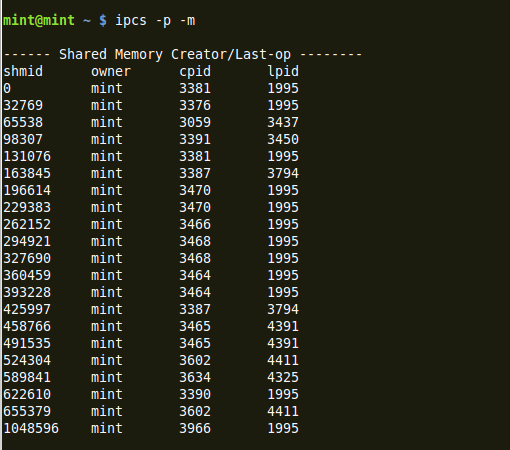 mint@mint ~ $ ipcs -p -m
------ Shared Memory Creator/Last-op --------
shmid owner cpid lpid
0 mint 3381 1995
32769 mint 3376 1995
65538 mint 3059 3437
98307 mint 3391 3450
131076 mint 3381 1995
163845 mint 3387 3794
196614 mint 3470 1995
229383 mint 3470 1995
262152 mint 3466 1995
294921 mint 3468 1995
327690 mint 3468 1995
360459 mint 3464 1995
393228 mint 3464 1995
425997 mint 3387 3794
458766 mint 3465 4391
491535 mint 3465 4391
524304 mint 3602 4411
589841 mint 3634 4325
622610 mint 3390 1995
655379 mint 3602 4411
1048596 mint 3966 1995